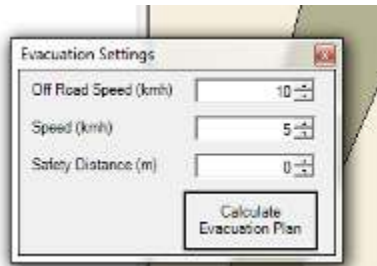 Evacuation Settings
Off Road Speed (kmh) 10
Speed (kmh) 5
Safety Distance (m) 0
Calculate
Evacuation Plan